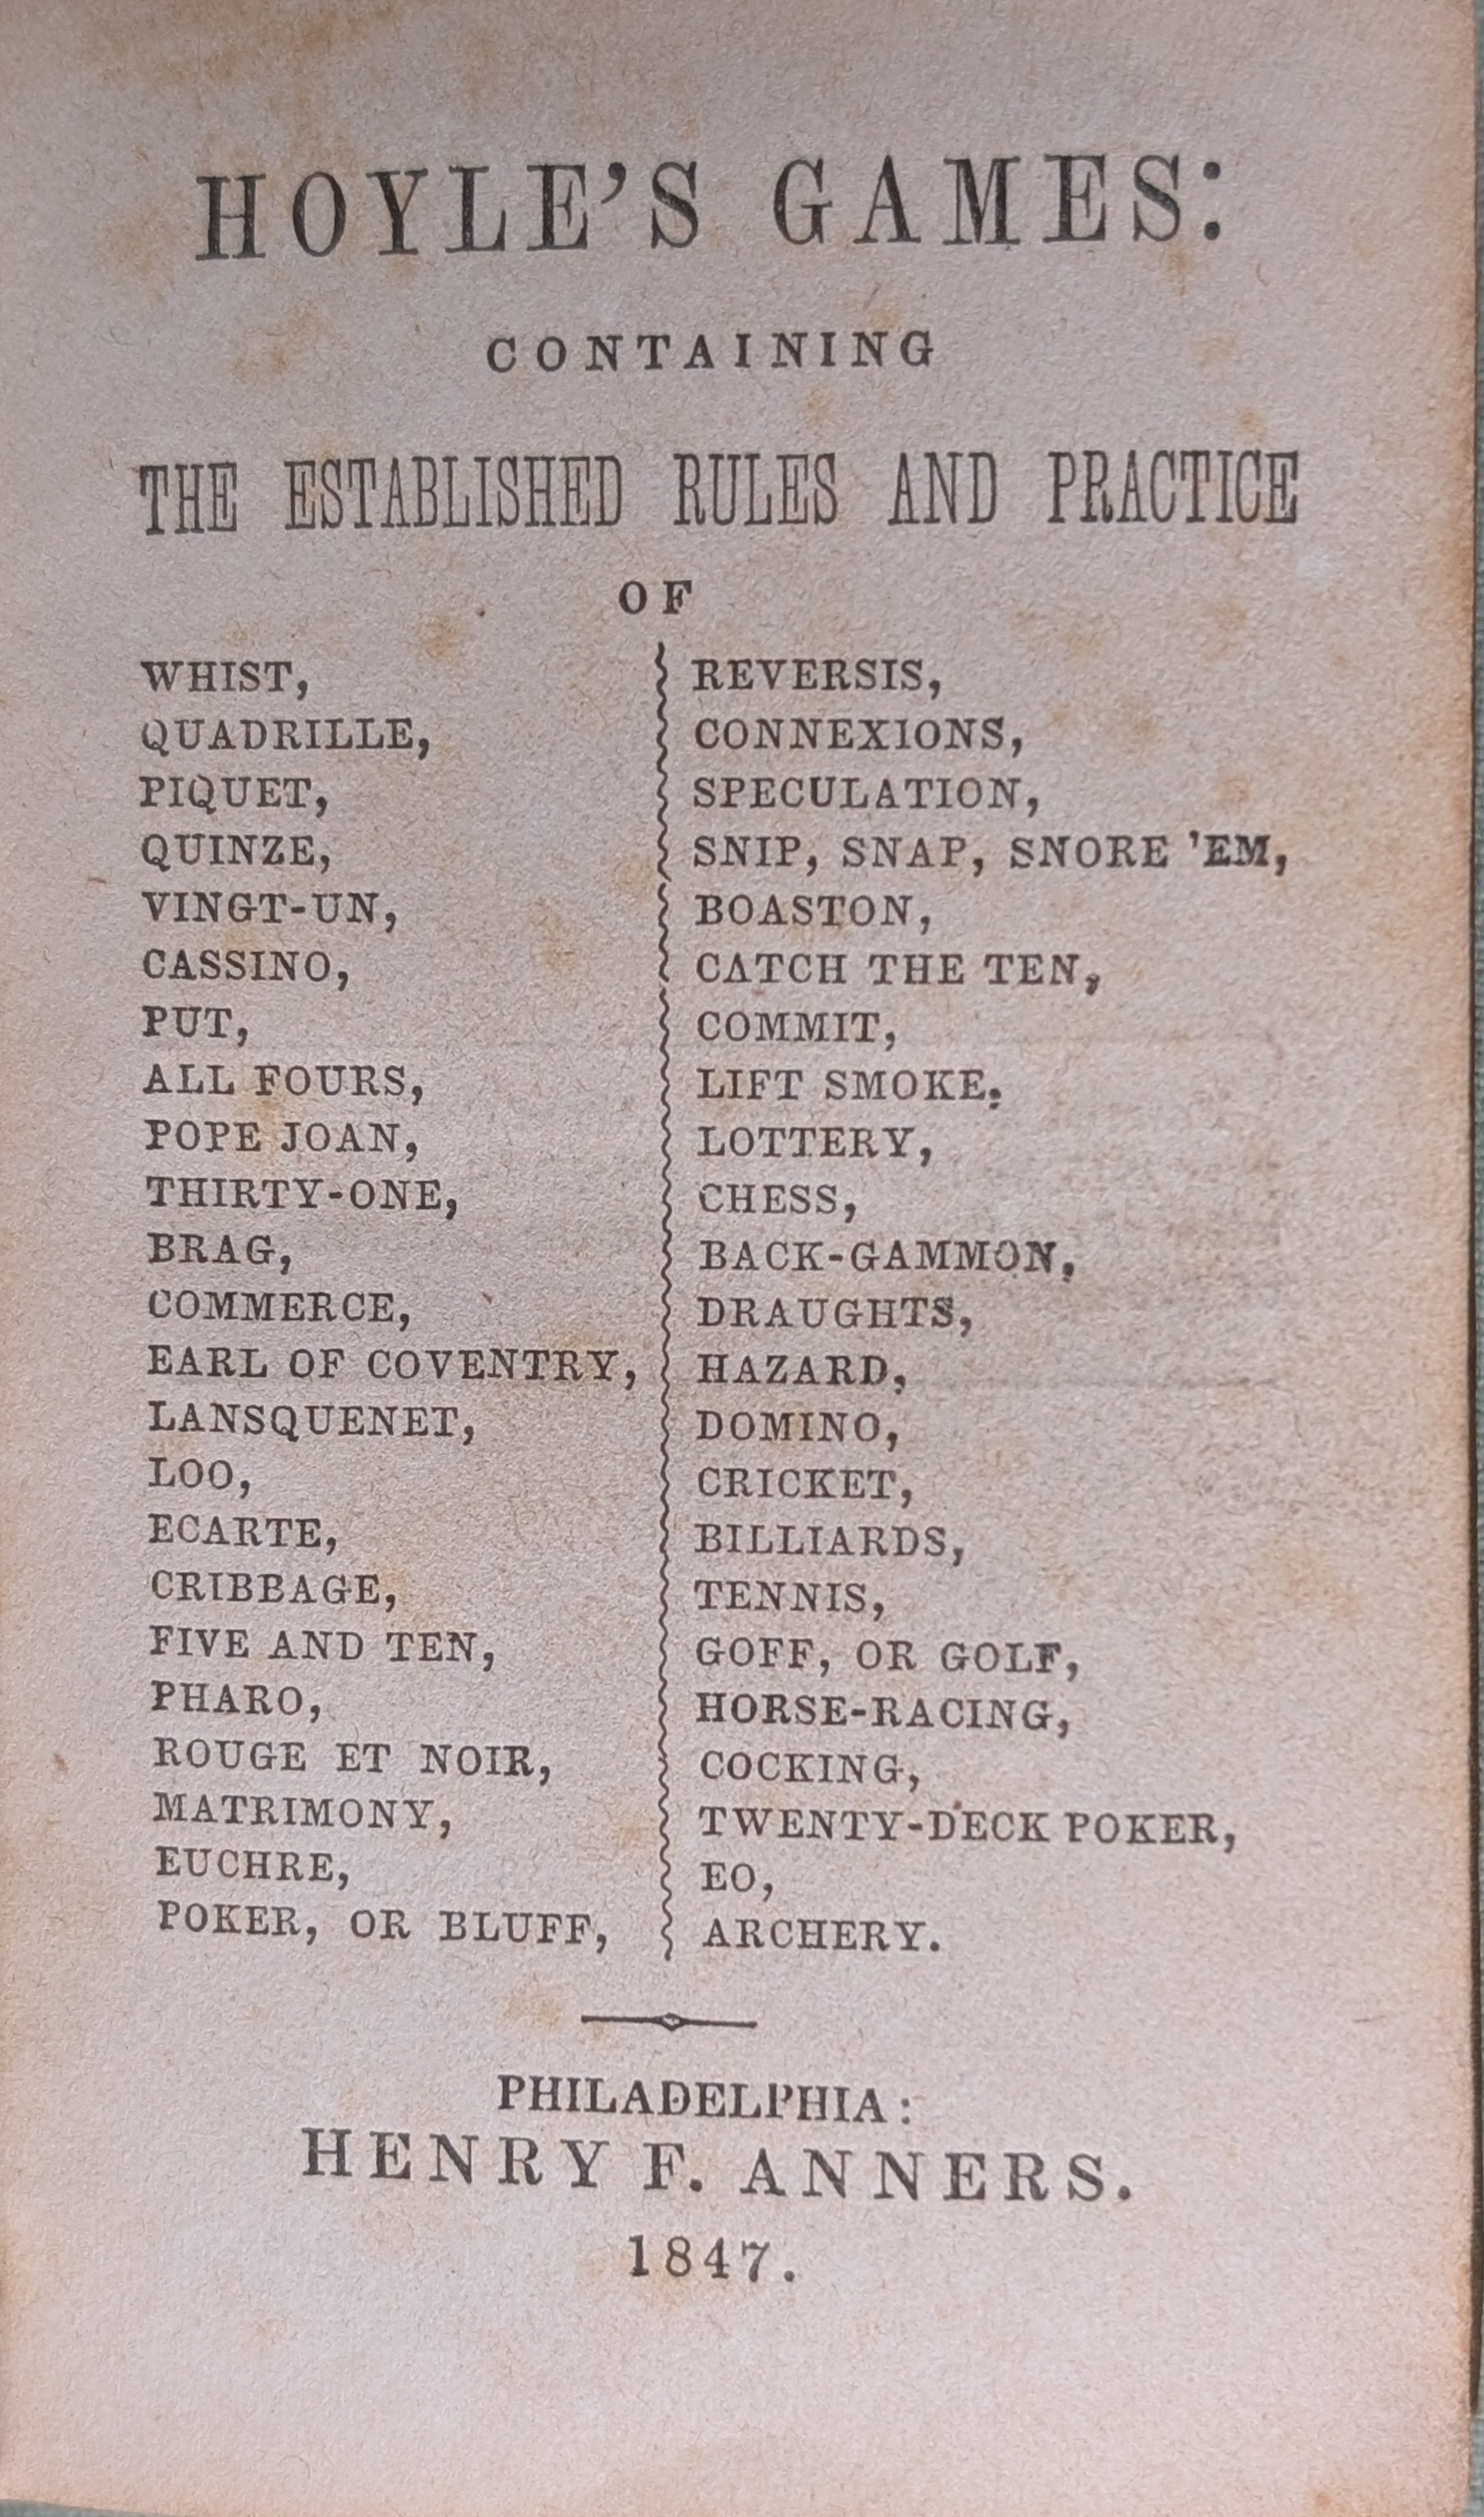 HOYLE'S GAMES:
CONTAINING
THE ESTABLISHED RULES AND PRACTICE
OF
WHIST,
QUADRILLE,
PIQUET,
QUINZE,
VINGT-UN,
CASSINO,
PUT,
ALL FOURS,
POPE JOAN,
THIRTY-ONE,
BRAG,
COMMERCE,
EARL OF COVENTRY,
LANSQUENET,
LOO,
ECARTE,
CRIBBAGE,
FIVE AND TEN,
PHARO,
ROUGE ET NOIR,
MATRIMONY,
EUCHRE,
POKER, OR BLUFF,
REVERSIS,
CONNEXIONS,
SPECULATION,
SNIP, SNAP, SNORE 'EM,
BOASTON,
CATCH THE TEN,
COMMIT,
LIFT SMOKE,
LOTTERY,
CHESS,
BACK-GAMMON,
DRAUGHTS,
HAZARD,
DOMINO,
CRICKET,
BILLIARDS,
TENNIS,
GOFF, OR GOLF,
HORSE-RACING,
COCKING,
TWENTY-DECK POKER,
EO,
ARCHERY.
PHILADELPHIA:
HENRY F. ANNERS.
1847.